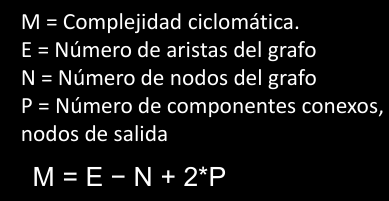 M = Complejidad ciclomática.
E = Número de aristas del grafo
N = Número de nodos del grafo
P = Número de componentes conexos,
nodos de salida
M = E − N + 2*P